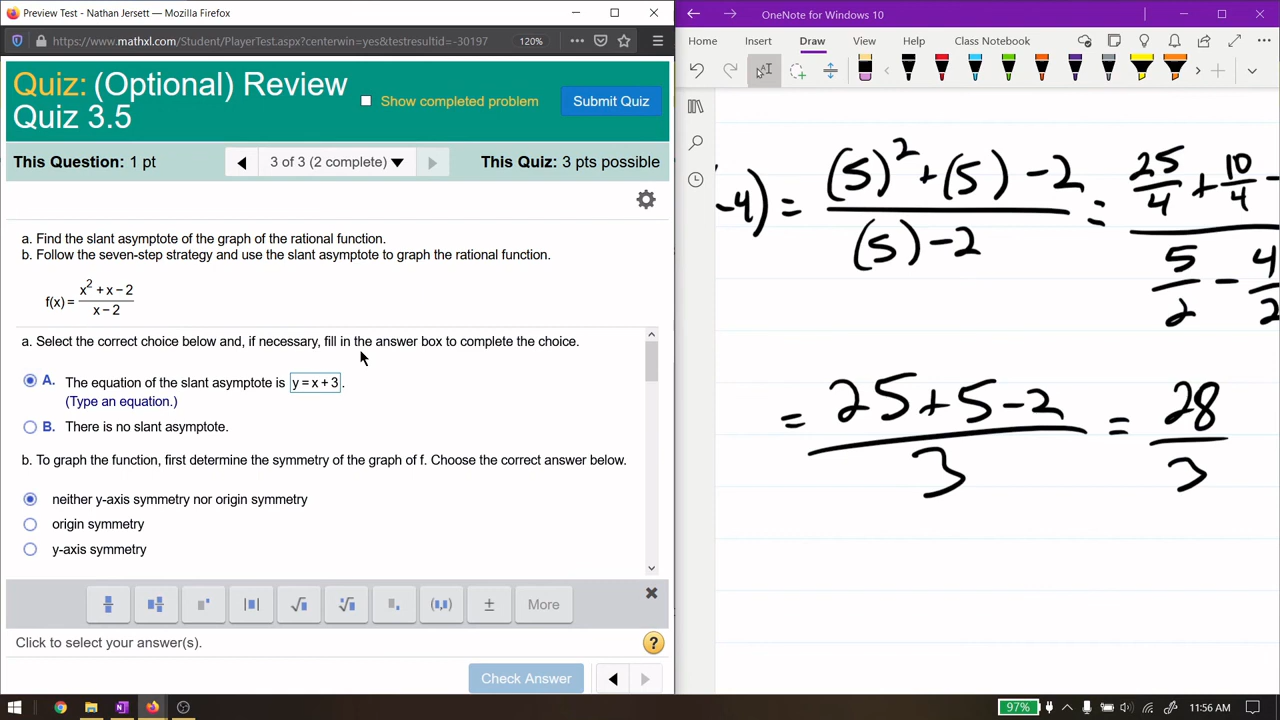 Preview Test - Nathan Jersett — Mozilla Firefox
https://www.mathxl.com/Student/PlayerTest.aspx?centerwin=yes&testresultid=-30197
120%
Quiz: (Optional) Review
Quiz 3.5
Show completed problem
Submit Quiz
This Question: 1 pt
3 of 3 (2 complete)
This Quiz: 3 pts possible
a. Find the slant asymptote of the graph of the rational function.
b. Follow the seven-step strategy and use the slant asymptote to graph the rational function.
f(x) = x² + x − 2
x − 2
a. Select the correct choice below and, if necessary, fill in the answer box to complete the choice.
A. The equation of the slant asymptote is y = x + 3 .
(Type an equation.)
B. There is no slant asymptote.
b. To graph the function, first determine the symmetry of the graph of f. Choose the correct answer below.
neither y-axis symmetry nor origin symmetry
origin symmetry
y-axis symmetry
More
Click to select your answer(s).
?
Check Answer
OneNote for Windows 10
Home Insert Draw View Help Class Notebook
-4) = (5)² + (5) - 2 = 25/4 + 10/4 -
(5) - 2 5/2 - 4/2
= 25 + 5 - 2 = 28
3 3
97%
11:56 AM